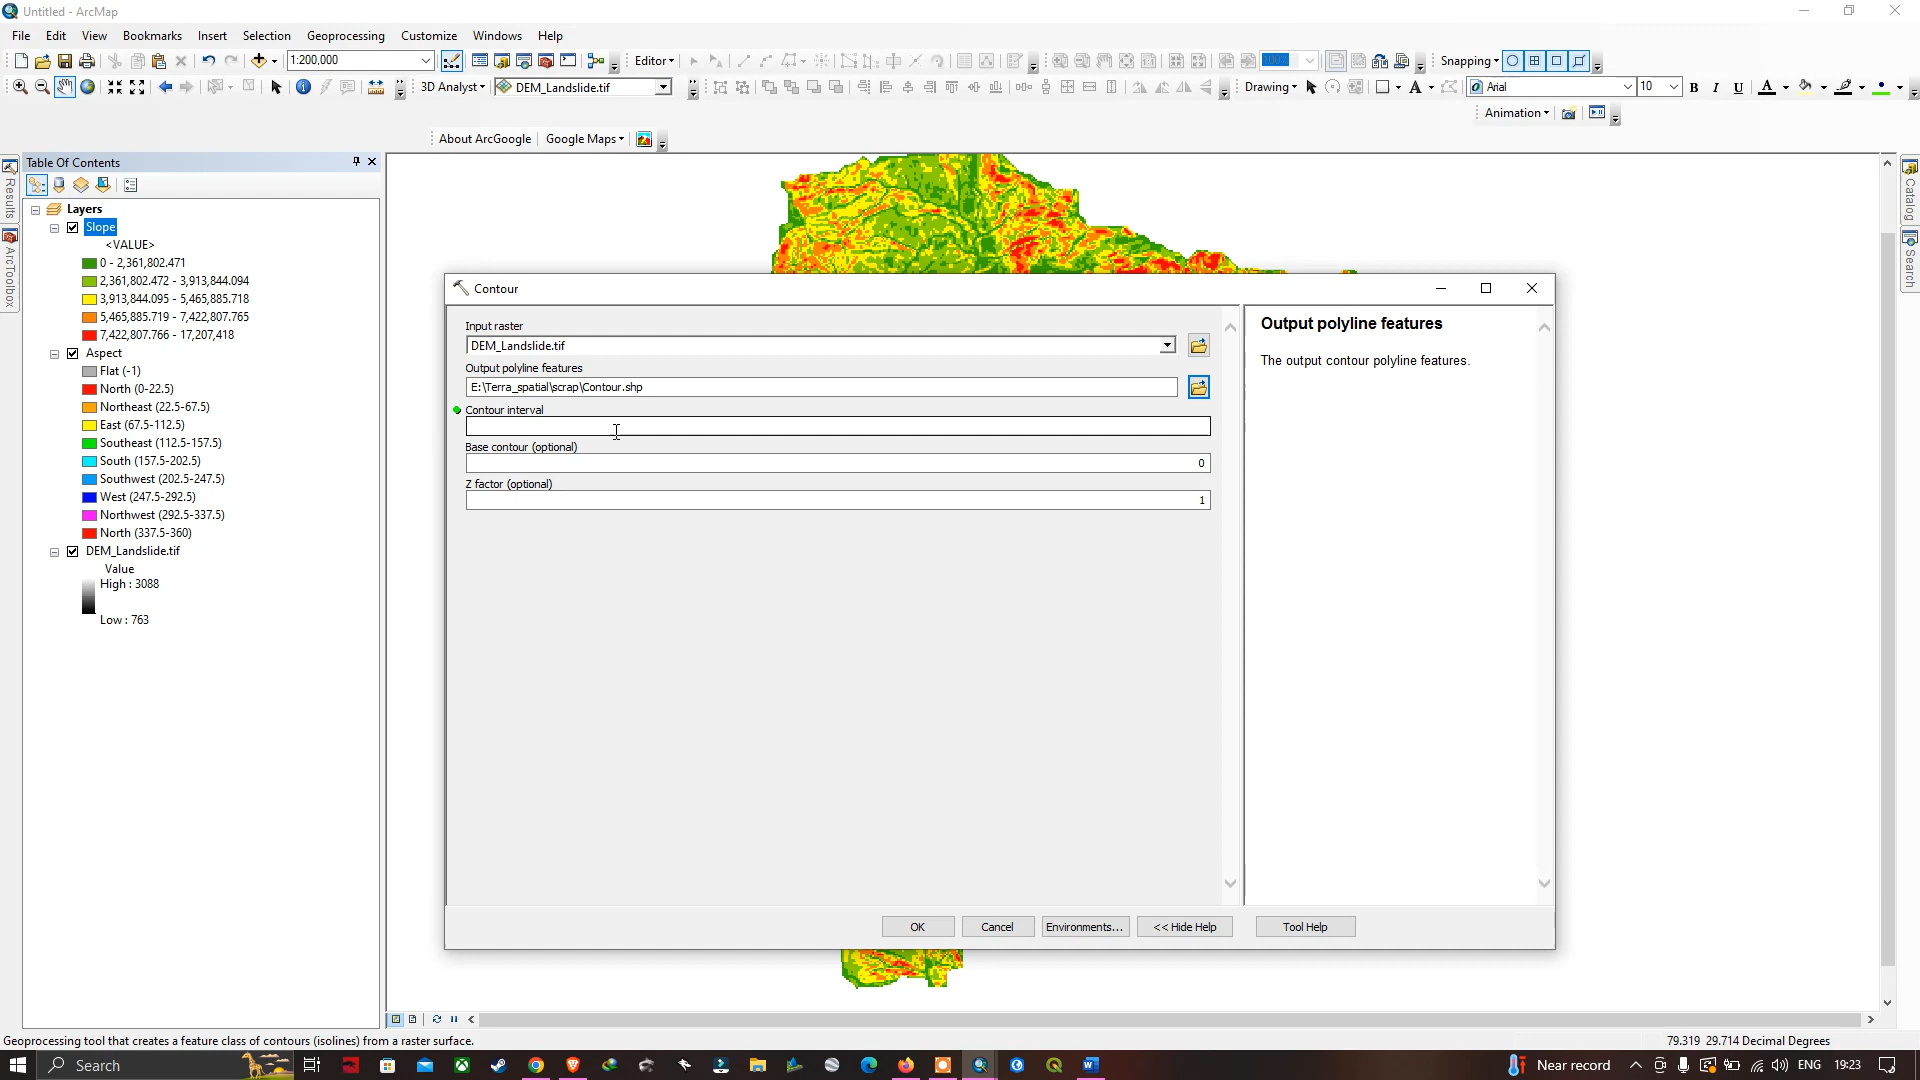 Untitled - ArcMap
File Edit View Bookmarks Insert Selection Geoprocessing Customize Windows Help
1:200,000 Editor 100% Snapping
3D Analyst DEM_Landslide.tif Drawing A Arial 10 B I U A
Animation
About ArcGoogle Google Maps
Table Of Contents
Results
ArcToolbox
Catalog
Search
Layers
Slope
<VALUE>
0 - 2,361,802.471
2,361,802.472 - 3,913,844.094
3,913,844.095 - 5,465,885.718
5,465,885.719 - 7,422,807.765
7,422,807.766 - 17,207,418
Aspect
Flat (-1)
North (0-22.5)
Northeast (22.5-67.5)
East (67.5-112.5)
Southeast (112.5-157.5)
South (157.5-202.5)
Southwest (202.5-247.5)
West (247.5-292.5)
Northwest (292.5-337.5)
North (337.5-360)
DEM_Landslide.tif
Value
High : 3088
Low : 763
Contour
Input raster
DEM_Landslide.tif
Output polyline features
E:\Terra_spatial\scrap\Contour.shp
Contour interval
Base contour (optional)
0
Z factor (optional)
1
OK Cancel Environments... << Hide Help Tool Help
Output polyline features
The output contour polyline features.
Geoprocessing tool that creates a feature class of contours (isolines) from a raster surface.
79.319 29.714 Decimal Degrees
Search
Near record
ENG
19:23